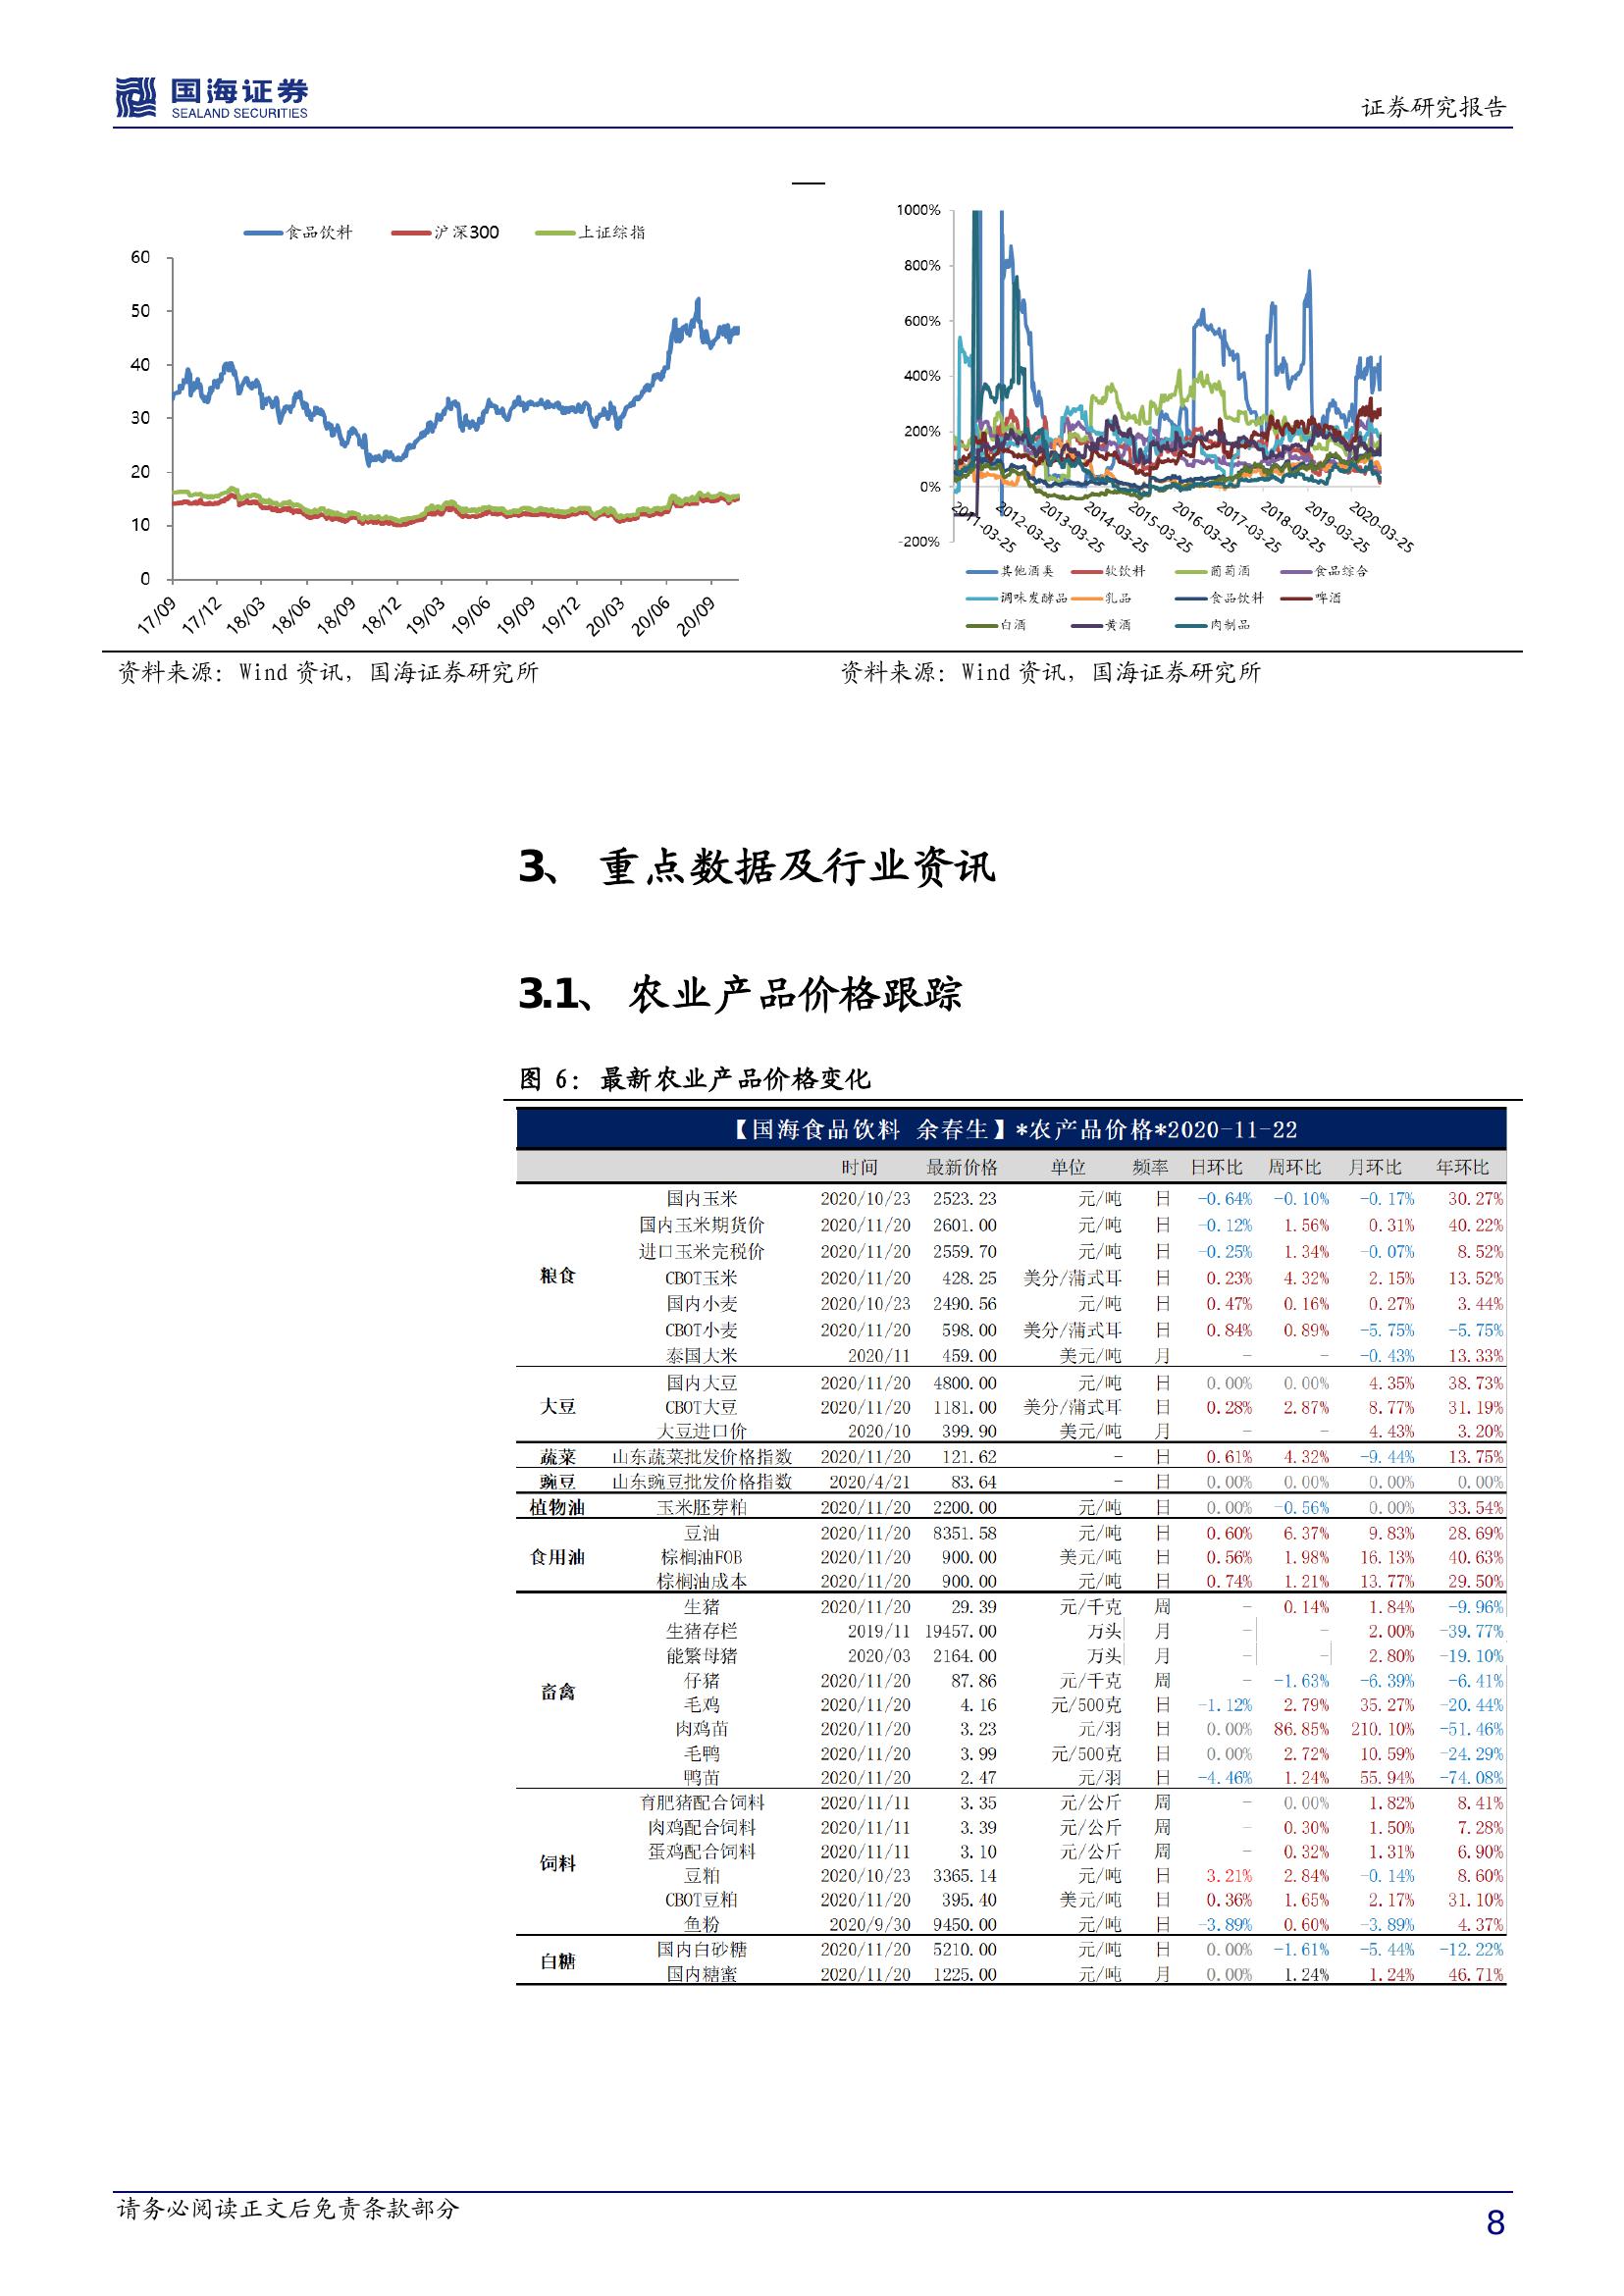 国海证券
SEALAND SECURITIES
证券研究报告
食品饮料 沪深300 上证综指
60
50
40
30
20
10
0
17/09 17/12 18/03 18/06 18/09 18/12 19/03 19/06 19/09 19/12 20/03 20/06 20/09
1000%
800%
600%
400%
200%
0%
-200%
2011-03-25 2012-03-25 2013-03-25 2014-03-25 2015-03-25 2016-03-25 2017-03-25 2018-03-25 2019-03-25 2020-03-25
其他酒类 软饮料 葡萄酒 食品综合
调味发酵品 乳品 食品饮料 啤酒
白酒 黄酒 肉制品
资料来源：Wind 资讯，国海证券研究所
资料来源：Wind 资讯，国海证券研究所
3、 重点数据及行业资讯
3.1、 农业产品价格跟踪
图 6：最新农业产品价格变化
【国海食品饮料 余春生】*农产品价格*2020-11-22
时间 最新价格 单位 频率 日环比 周环比 月环比 年环比
粮食
国内玉米 2020/10/23 2523.23 元/吨 日 -0.64% -0.10% -0.17% 30.27%
国内玉米期货价 2020/11/20 2601.00 元/吨 日 -0.12% 1.56% 0.31% 40.22%
进口玉米完税价 2020/11/20 2559.70 元/吨 日 -0.25% 1.34% -0.07% 8.52%
CBOT玉米 2020/11/20 428.25 美分/蒲式耳 日 0.23% 4.32% 2.15% 13.52%
国内小麦 2020/10/23 2490.56 元/吨 日 0.47% 0.16% 0.27% 3.44%
CBOT小麦 2020/11/20 598.00 美分/蒲式耳 日 0.84% 0.89% -5.75% -5.75%
泰国大米 2020/11 459.00 美元/吨 月 - - -0.43% 13.33%
大豆
国内大豆 2020/11/20 4800.00 元/吨 日 0.00% 0.00% 4.35% 38.73%
CBOT大豆 2020/11/20 1181.00 美分/蒲式耳 日 0.28% 2.87% 8.77% 31.19%
大豆进口价 2020/10 399.90 美元/吨 月 - - 4.43% 3.20%
蔬菜 山东蔬菜批发价格指数 2020/11/20 121.62 - 日 0.61% 4.32% -9.44% 13.75%
豌豆 山东豌豆批发价格指数 2020/4/21 83.64 - 日 0.00% 0.00% 0.00% 0.00%
植物油 玉米胚芽粕 2020/11/20 2200.00 元/吨 日 0.00% -0.56% 0.00% 33.54%
食用油
豆油 2020/11/20 8351.58 元/吨 日 0.60% 6.37% 9.83% 28.69%
棕榈油FOB 2020/11/20 900.00 美元/吨 日 0.56% 1.98% 16.13% 40.63%
棕榈油成本 2020/11/20 900.00 元/吨 日 0.74% 1.21% 13.77% 29.50%
畜禽
生猪 2020/11/20 29.39 元/千克 周 - 0.14% 1.84% -9.96%
生猪存栏 2019/11 19457.00 万头 月 - - 2.00% -39.77%
能繁母猪 2020/03 2164.00 万头 月 - - 2.80% -19.10%
仔猪 2020/11/20 87.86 元/千克 周 - -1.63% -6.39% -6.41%
毛鸡 2020/11/20 4.16 元/500克 日 -1.12% 2.79% 35.27% -20.44%
肉鸡苗 2020/11/20 3.23 元/羽 日 0.00% 86.85% 210.10% -51.46%
毛鸭 2020/11/20 3.99 元/500克 日 0.00% 2.72% 10.59% -24.29%
鸭苗 2020/11/20 2.47 元/羽 日 -4.46% 1.24% 55.94% -74.08%
饲料
育肥猪配合饲料 2020/11/11 3.35 元/公斤 周 - 0.00% 1.82% 8.41%
肉鸡配合饲料 2020/11/11 3.39 元/公斤 周 - 0.30% 1.50% 7.28%
蛋鸡配合饲料 2020/11/11 3.10 元/公斤 周 - 0.32% 1.31% 6.90%
豆粕 2020/10/23 3365.14 元/吨 日 3.21% 2.84% -0.14% 8.60%
CBOT豆粕 2020/11/20 395.40 美元/吨 日 0.36% 1.65% 2.17% 31.10%
鱼粉 2020/9/30 9450.00 元/吨 日 -3.89% 0.60% -3.89% 4.37%
白糖
国内白砂糖 2020/11/20 5210.00 元/吨 日 0.00% -1.61% -5.44% -12.22%
国内糖蜜 2020/11/20 1225.00 元/吨 月 0.00% 1.24% 1.24% 46.71%
请务必阅读正文后免责条款部分
8